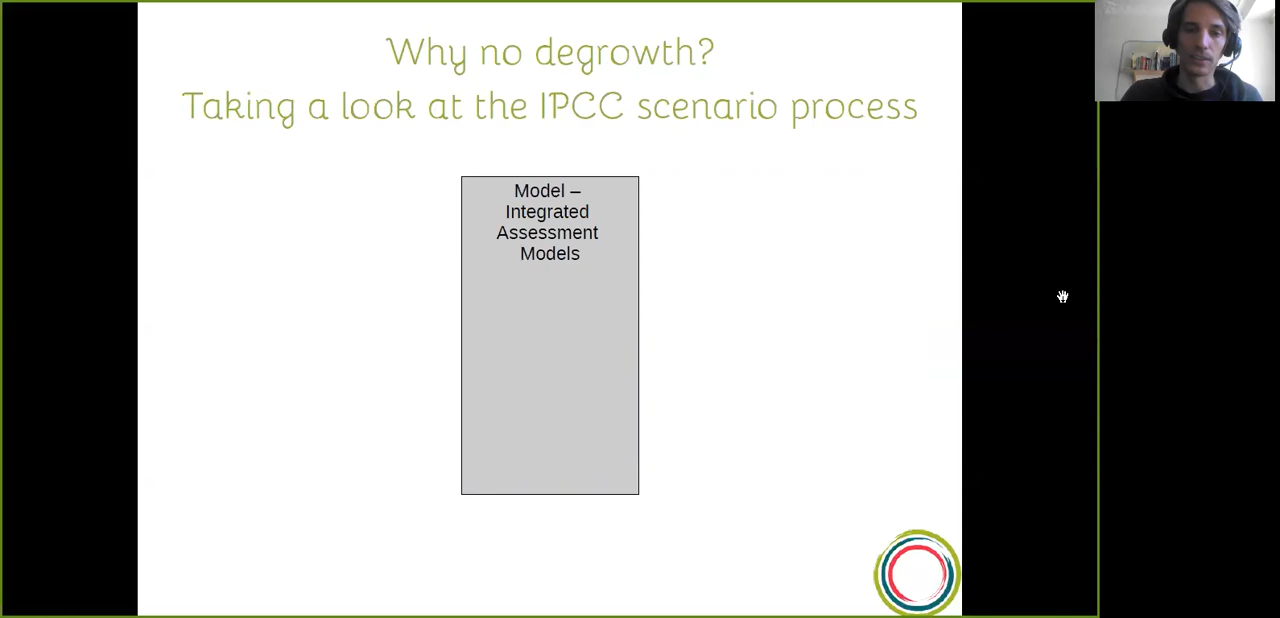 Why no degrowth?
Taking a look at the IPCC scenario process
Model –
Integrated
Assessment
Models